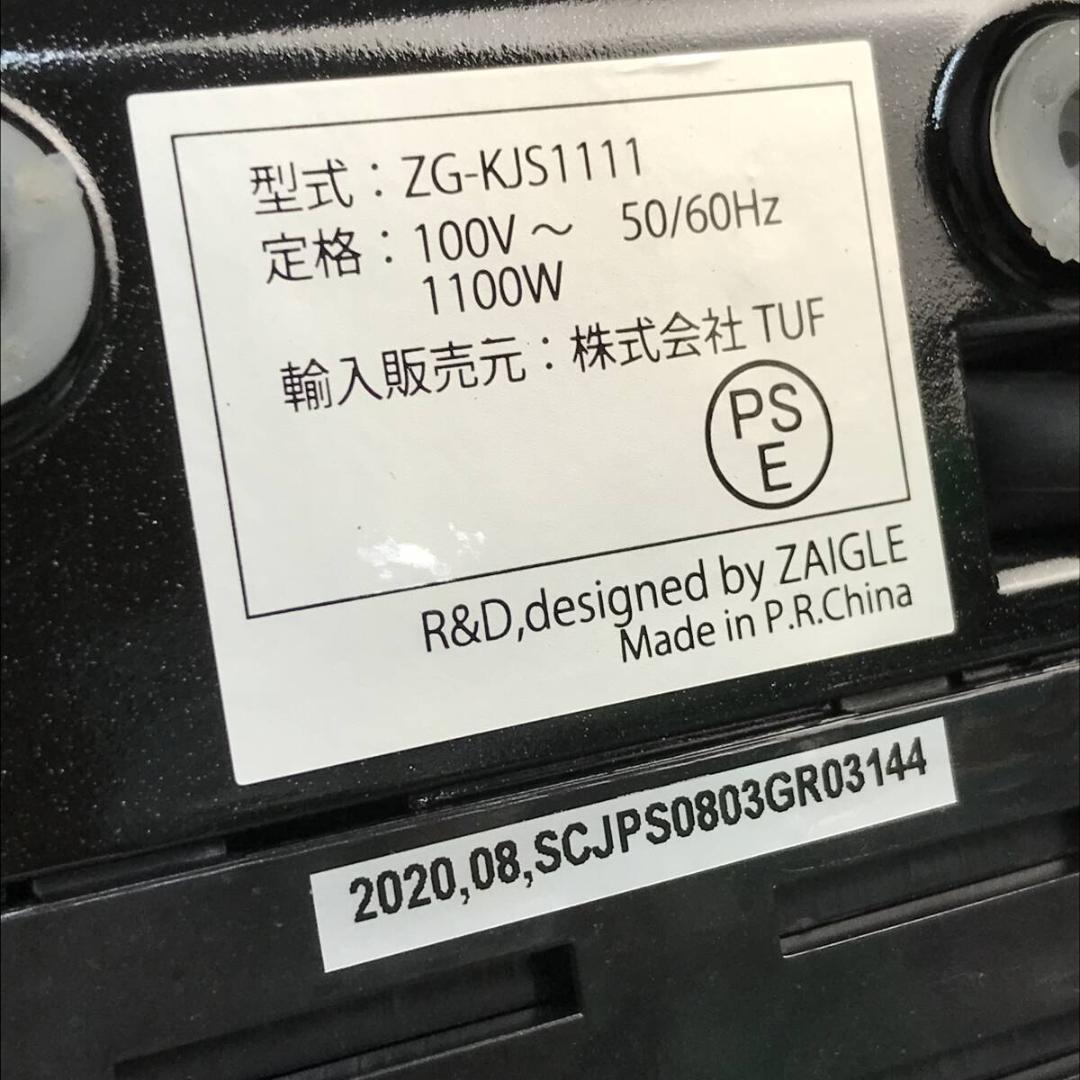 型式：ZG-KJS1111
定格：100V～ 50/60Hz
1100W
輸入販売元：株式会社 TUF
PS
E
R&D,designed by ZAIGLE
Made in P.R.China
2020,08,SCJPS0803GR03144